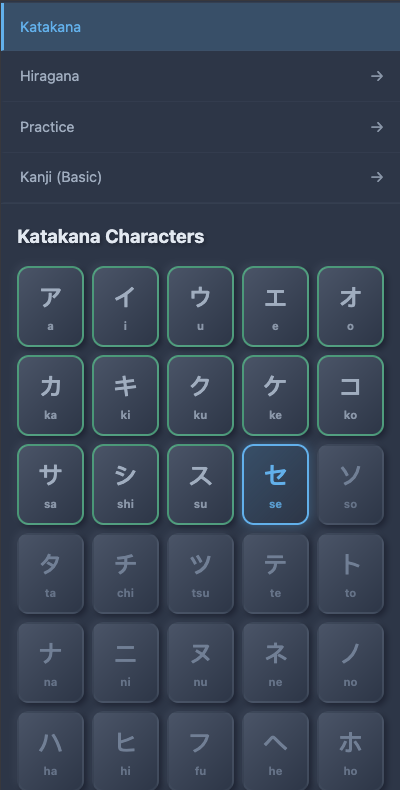 Katakana
Hiragana →
Practice →
Kanji (Basic) →
Katakana Characters
ア イ ウ エ オ
a i u e o
カ キ ク ケ コ
ka ki ku ke ko
サ シ ス セ ソ
sa shi su se so
タ チ ツ テ ト
ta chi tsu te to
ナ ニ ヌ ネ ノ
na ni nu ne no
ハ ヒ フ ヘ ホ
ha hi fu he ho